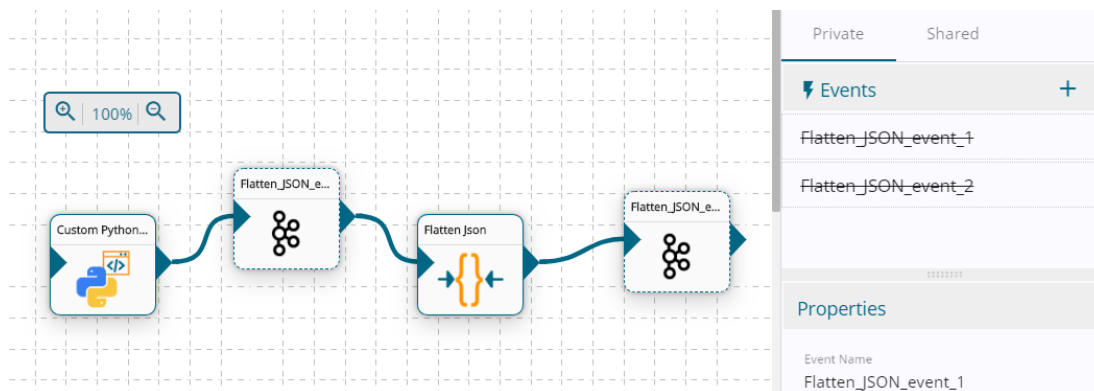 Private Shared
Events +
100%
Flatten_JSON_event_1
Flatten_JSON_event_2
Flatten_JSON_e...
Flatten_JSON_e...
Custom Python...
</>
Flatten Json
{}
Properties
Event Name
Flatten_JSON_event_1